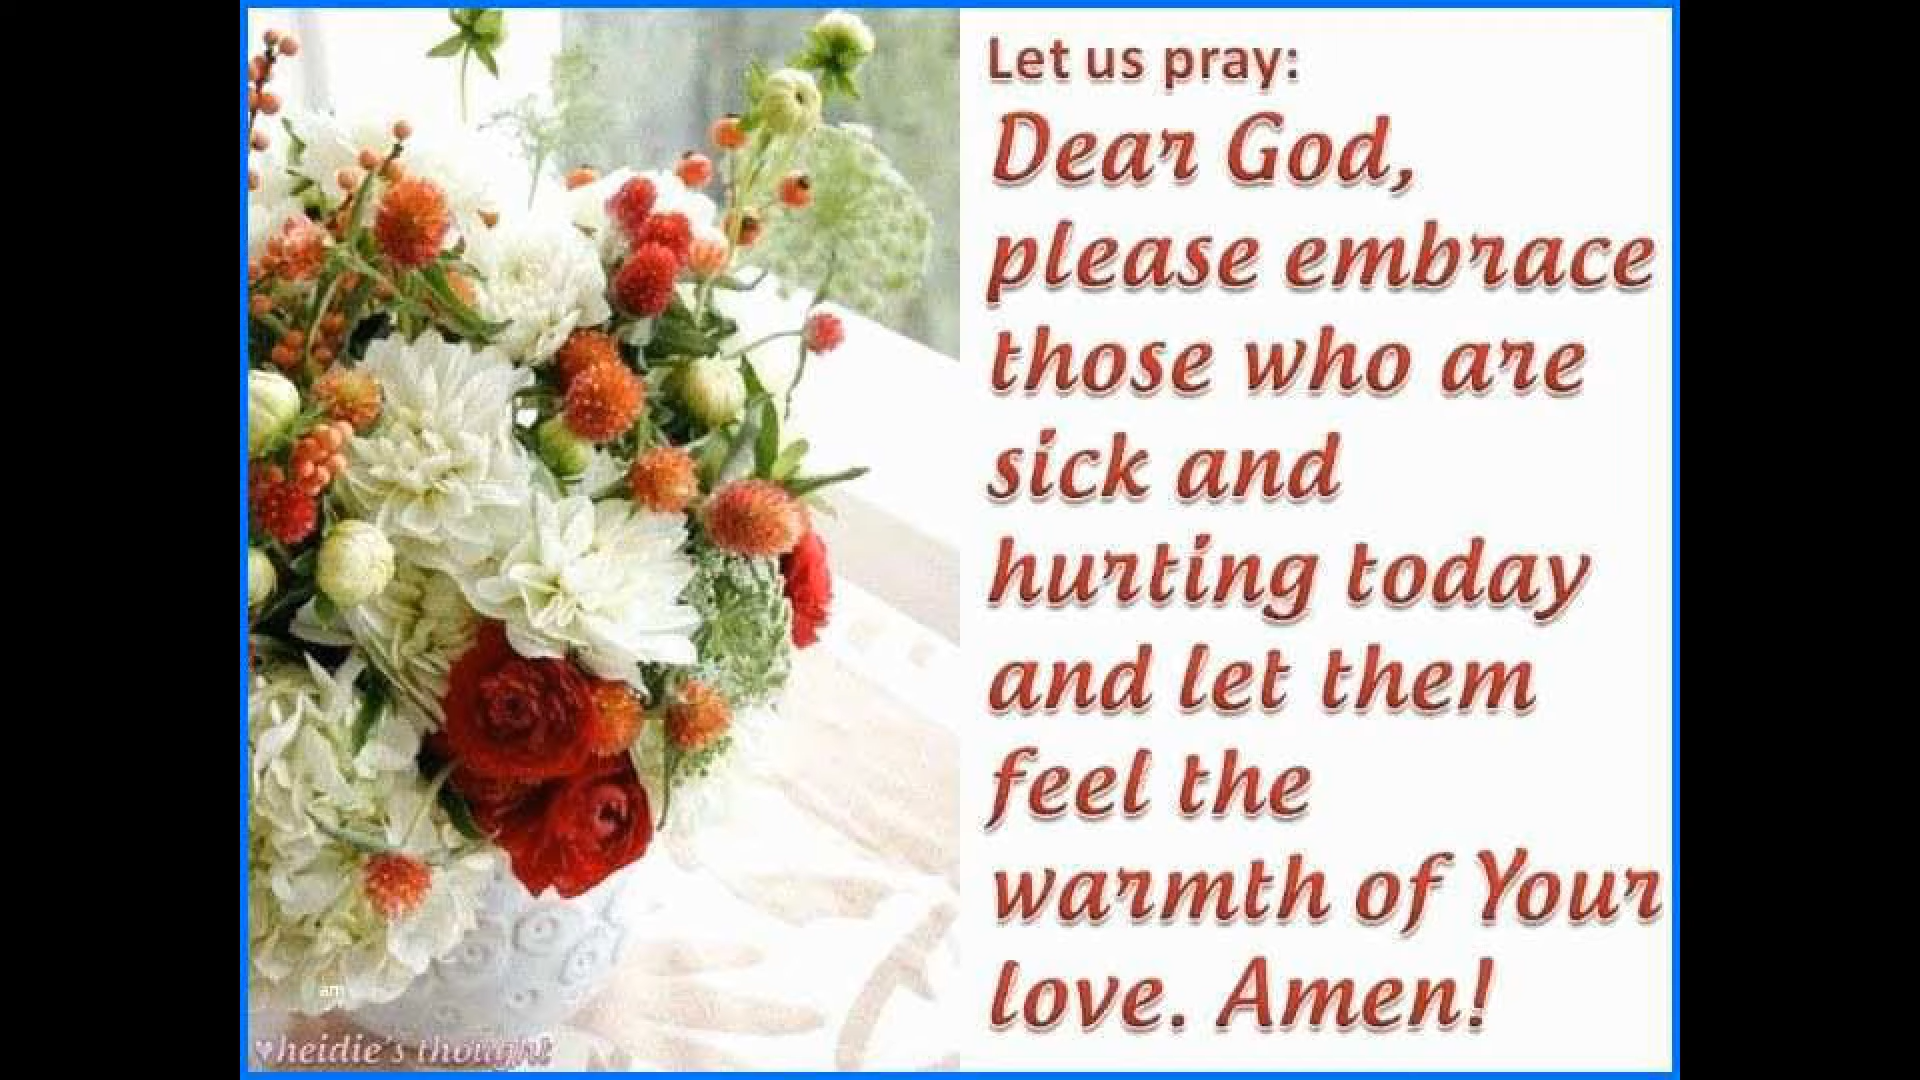 Let us pray:
Dear God,
please embrace
those who are
sick and
hurting today
and let them
feel the
warmth of Your
love. Amen!
am
♥heidie's thought